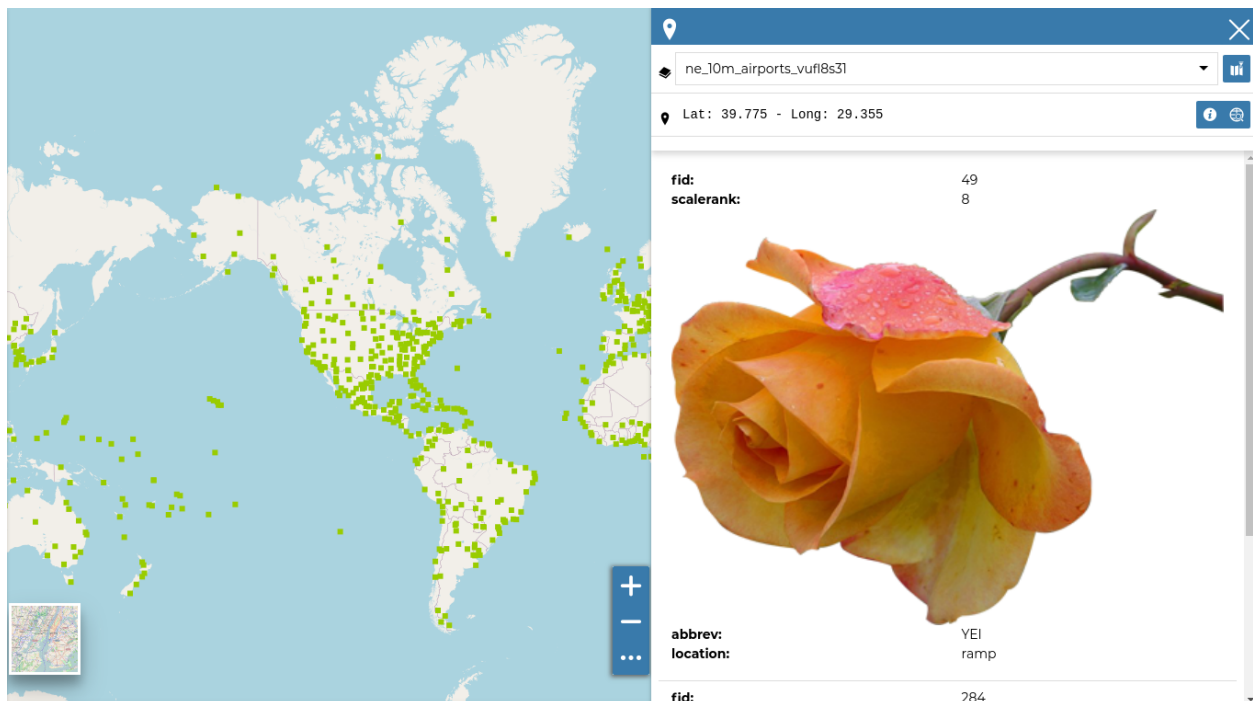 ne_10m_airports_vufl8s31
Lat: 39.775 - Long: 29.355
fid: 49
scalerank: 8
abbrev: YEI
location: ramp
fid: 284